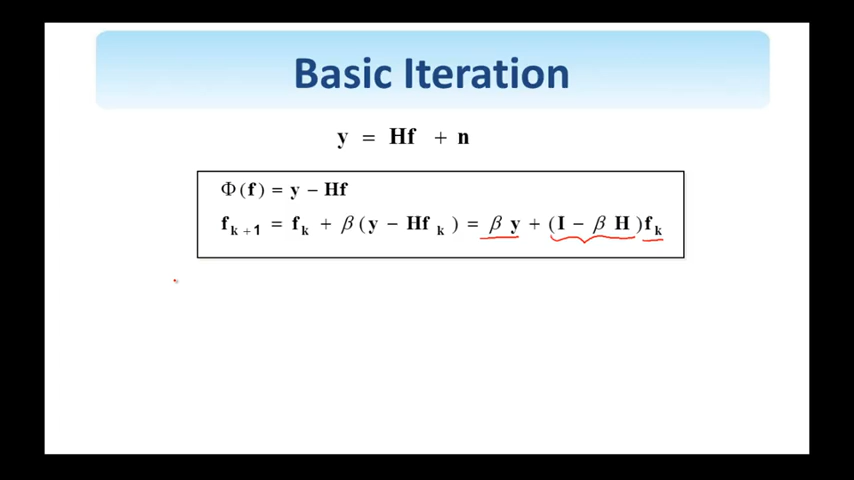 Basic Iteration
y = Hf + n
Φ(f) = y − Hf
f k+1 = f k + β(y − Hf k) = β y + (I − β H)f k